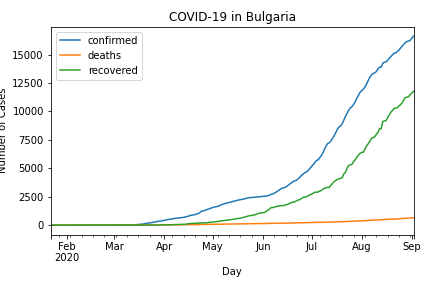 COVID-19 in Bulgaria
confirmed
deaths
recovered
15000
12500
10000
7500
5000
2500
0
Number of Cases
Feb
2020
Mar
Apr
May
Jun
Jul
Aug
Sep
Day